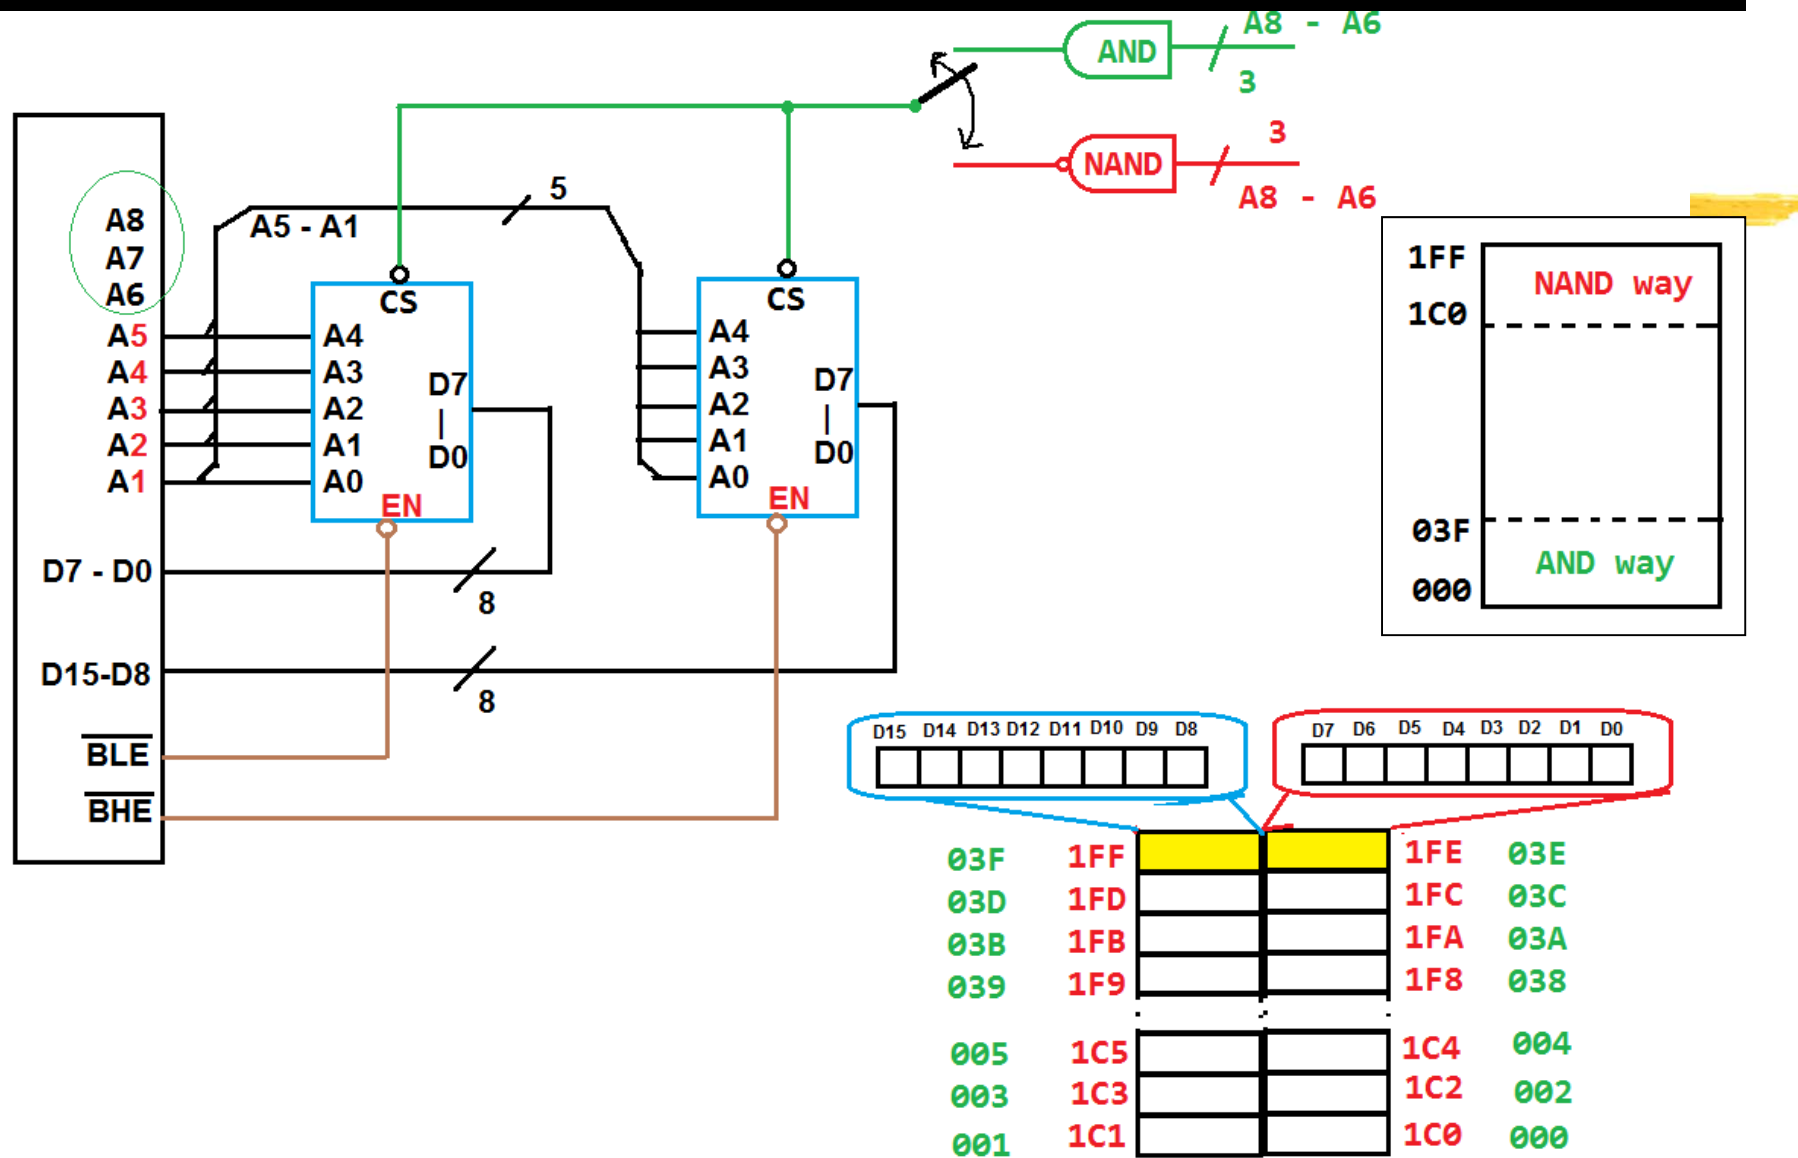 A8 - A6
AND
3
3
NAND
A8 - A6
A8
A7
A6
A5
A4
A3
A2
A1
D7 - D0
D15-D8
BLE
BHE
A5 - A1
5
CS
A4
A3
A2
A1
A0
D7
|
D0
EN
8
8
CS
A4
A3
A2
A1
A0
D7
|
D0
EN
1FF
NAND way
1C0
03F
AND way
000
D15 D14 D13 D12 D11 D10 D9 D8
D7 D6 D5 D4 D3 D2 D1 D0
03F 1FF 1FE 03E
03D 1FD 1FC 03C
03B 1FB 1FA 03A
039 1F9 1F8 038
005 1C5 1C4 004
003 1C3 1C2 002
001 1C1 1C0 000